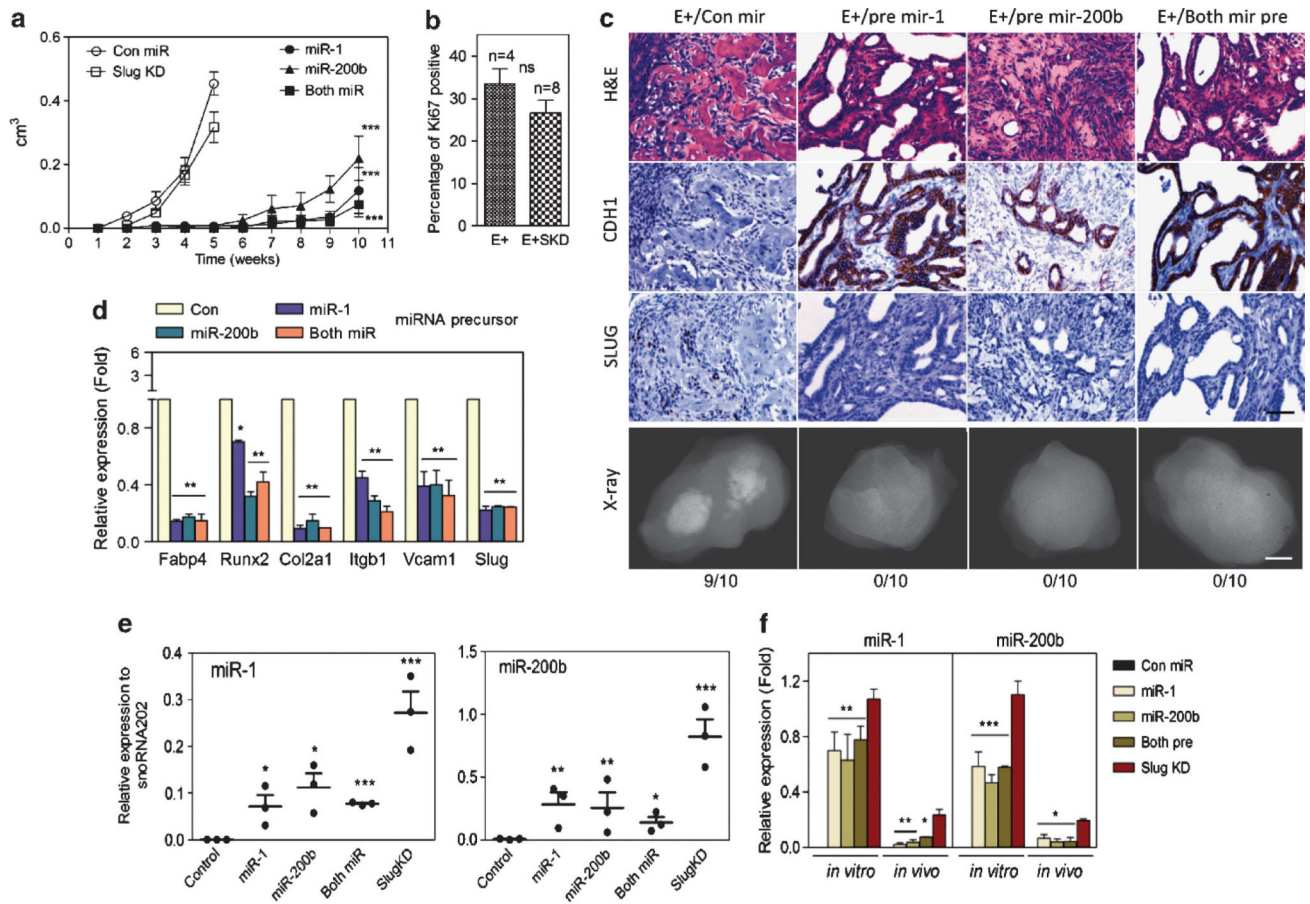 a
0.6
0.4
0.2
0.0
cm3
Con miR
Slug KD
miR-1
miR-200b
Both miR
***
***
***
0 1 2 3 4 5 6 7 8 9 10 11
Time (weeks)
b
Percentage of Ki67 positive
40
30
20
10
0
n=4
ns
n=8
E+ E+SKD
c
E+/Con mir E+/pre mir-1 E+/pre mir-200b E+/Both mir pre
H&E
CDH1
SLUG
X-ray
9/10 0/10 0/10 0/10
d
Con miR-1
miR-200b Both miR
miRNA precursor
Relative expression (Fold)
6
3
0.8
0.4
0.0
** * ** ** ** ** **
Fabp4 Runx2 Col2a1 Itgb1 Vcam1 Slug
e
Relative expression to
snoRNA202
miR-1
0.4
0.3
0.2
0.1
0.0
* * *** ***
Control miR-1 miR-200b Both miR SlugKD
miR-200b
1.5
1.0
0.5
0.0
** ** * ***
Control miR-1 miR-200b Both miR SlugKD
f
miR-1 miR-200b
Relative expression (Fold)
1.2
0.8
0.4
0.0
** ** * *** *
in vitro in vivo in vitro in vivo
Con miR
miR-1
miR-200b
Both pre
Slug KD